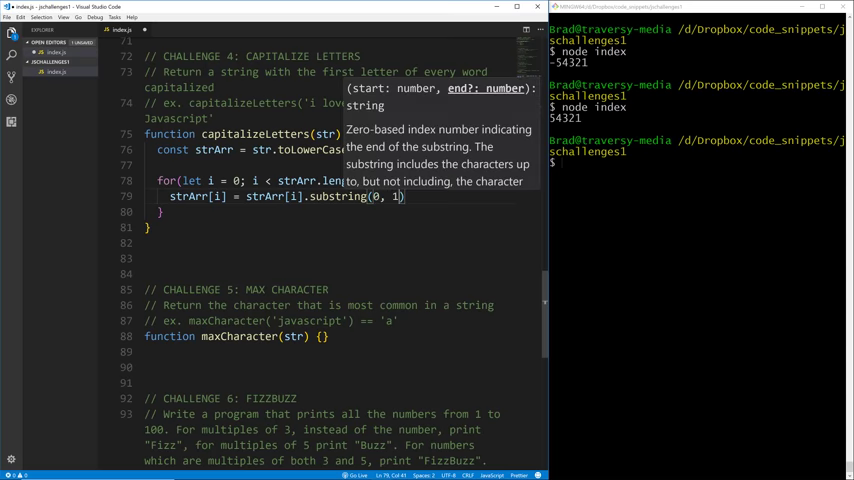 index.js - jschallenges1 - Visual Studio Code
File Edit Selection View Go Debug Tasks Help
EXPLORER
OPEN EDITORS 1 UNSAVED
index.js
JSCHALLENGES1
index.js
index.js
71
72 // CHALLENGE 4: CAPITALIZE LETTERS
73 // Return a string with the first letter of every word
capitalized
74 // ex. capitalizeLetters('i lov
Javascript'
75 function capitalizeLetters(str)
76 const strArr = str.toLowerCas
77
78 for(let i = 0; i < strArr.leng
79 strArr[i] = strArr[i].substring(0, 1)
80 }
81 }
82
83
84
85 // CHALLENGE 5: MAX CHARACTER
86 // Return the character that is most common in a string
87 // ex. maxCharacter('javascript') == 'a'
88 function maxCharacter(str) {}
89
90
91
92 // CHALLENGE 6: FIZZBUZZ
93 // Write a program that prints all the numbers from 1 to
100. For multiples of 3, instead of the number, print
"Fizz", for multiples of 5 print "Buzz". For numbers
which are multiples of both 3 and 5, print "FizzBuzz".
(start: number, end?: number):
string
Zero-based index number indicating
the end of the substring. The
substring includes the characters up
to, but not including, the character
0 0
Go Live Ln 79, Col 41 Spaces: 2 UTF-8 CRLF JavaScript Prettier
MINGW64:/d/Dropbox/code_snippets/jschallenges1
Brad@traversy-media /d/Dropbox/code_snippets/j
schallenges1
$ node index
-54321
Brad@traversy-media /d/Dropbox/code_snippets/j
schallenges1
$ node index
54321
Brad@traversy-media /d/Dropbox/code_snippets/j
schallenges1
$